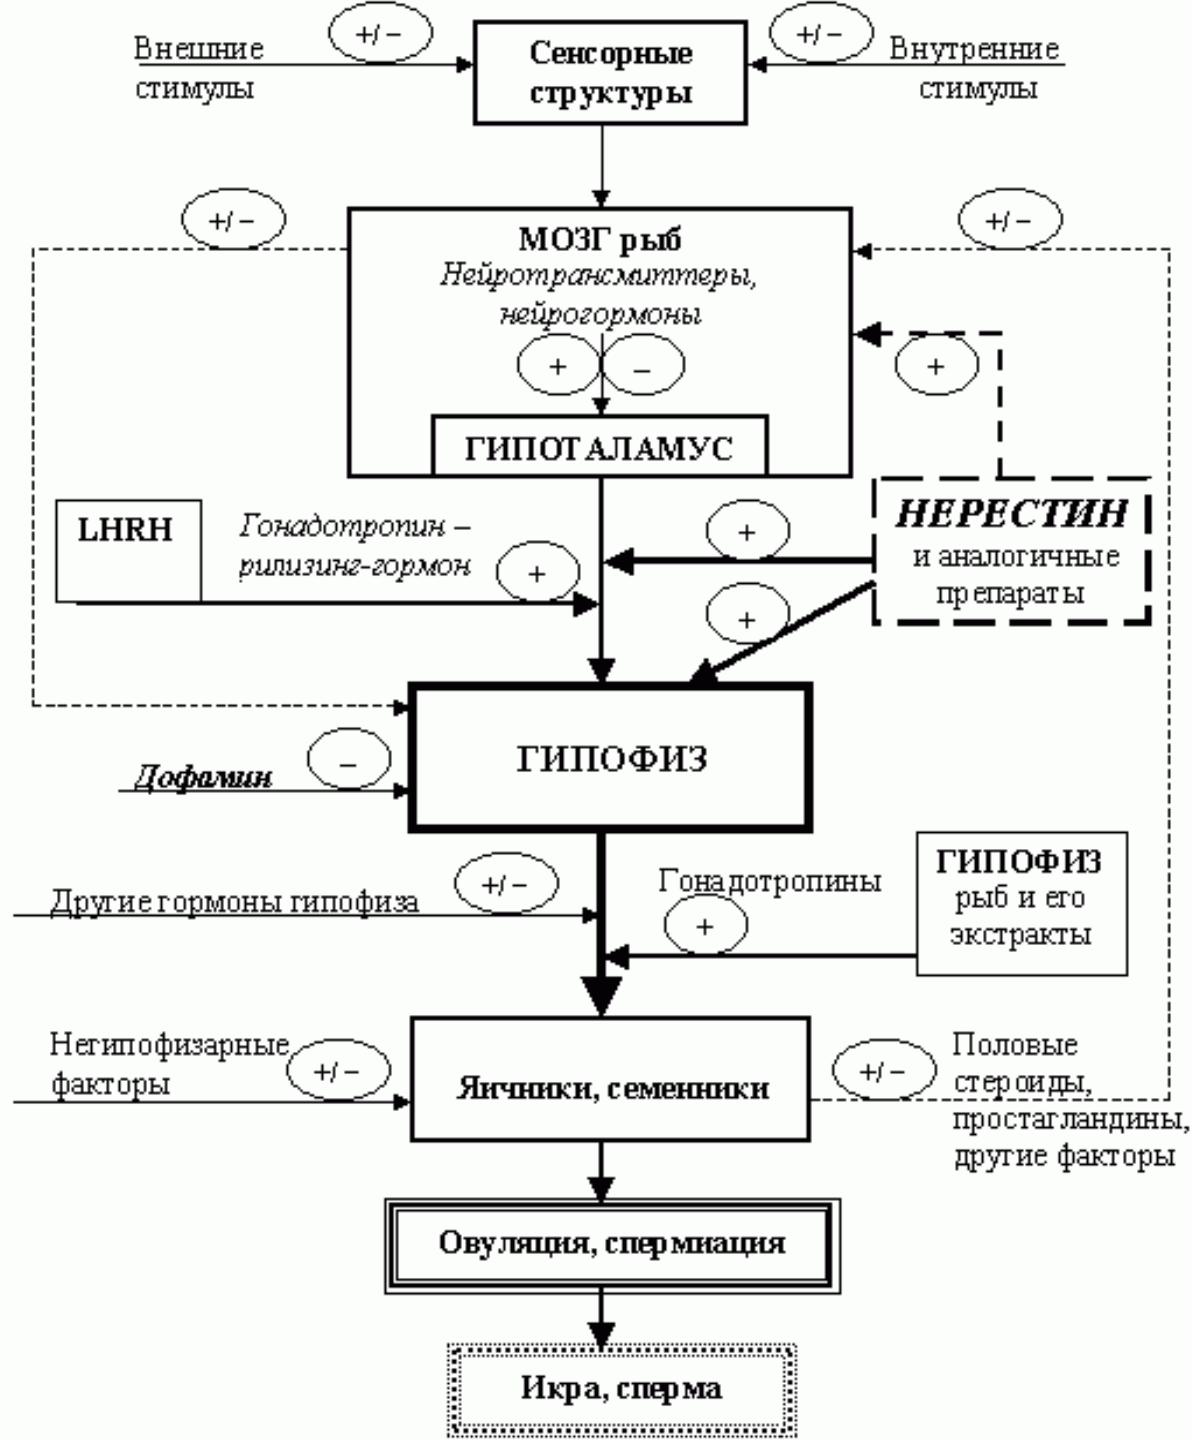 +/−
+/−
Внешние
стимулы
Сенсорные
структуры
Внутренние
стимулы
+/−
+/−
МОЗГ рыб
Нейротрансмиттеры,
нейрогормоны
+
−
+
ГИПОТАЛАМУС
LHRH
Гонадотропин –
рилизинг-гормон
+
+
НЕРЕСТИН
и аналогичные
препараты
+
ГИПОФИЗ
Дофамин
−
Другие гормоны гипофиза
+/−
Гонадотропины
+
ГИПОФИЗ
рыб и его
экстракты
Негипофизарные
факторы
+/−
Яичники, семенники
+/−
Половые
стероиды,
простагландины,
другие факторы
Овуляция, спермиация
Икра, сперма